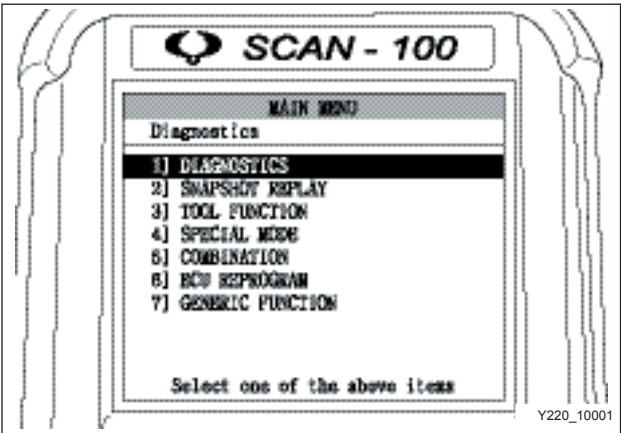 SCAN - 100
MAIN MENU
Diagnostics
1] DIAGNOSTICS
2] SNAPSHOT REPLAY
3] TOOL FUNCTION
4] SPECIAL MODE
5] COMBINATION
6] ECU REPROGRAM
7] GENERIC FUNCTION
Select one of the above items
Y220_10001